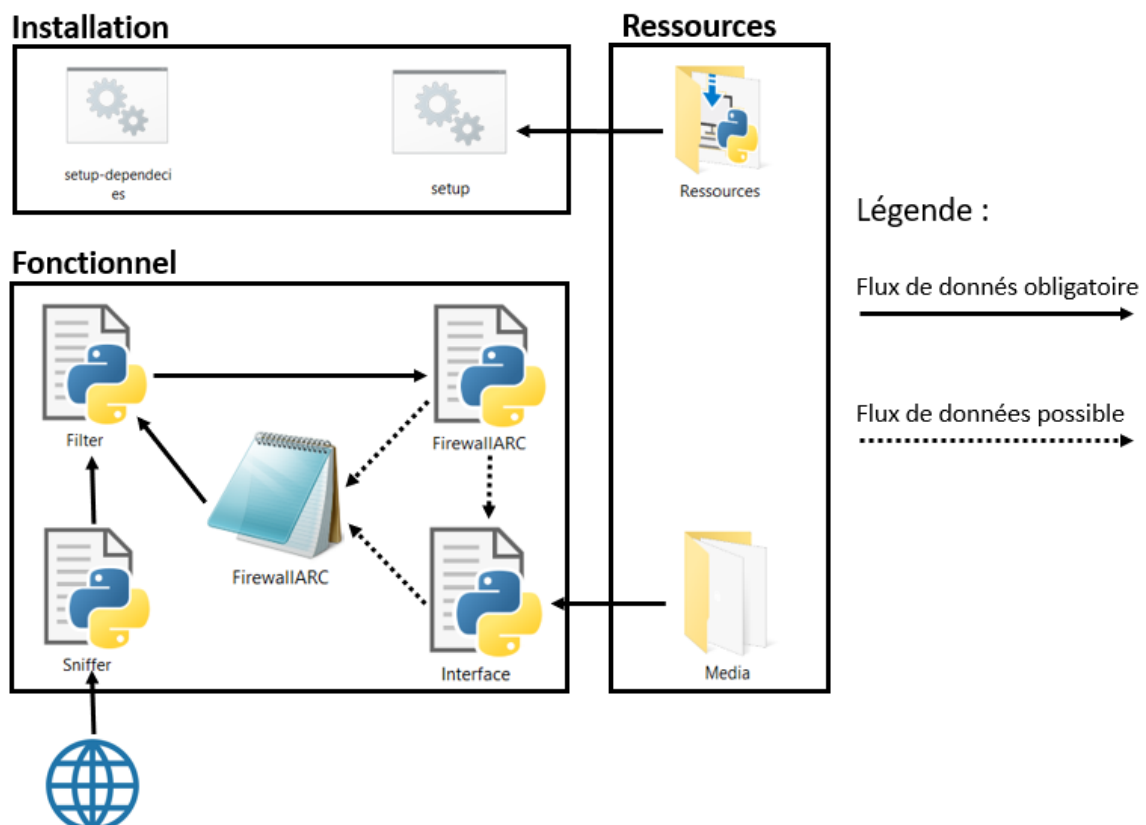 Installation
Ressources
setup-dependeci
es
setup
Ressources
Légende :
Fonctionnel
Flux de donnés obligatoire
Flux de données possible
Filter
FirewallARC
FirewallARC
Sniffer
Interface
Media